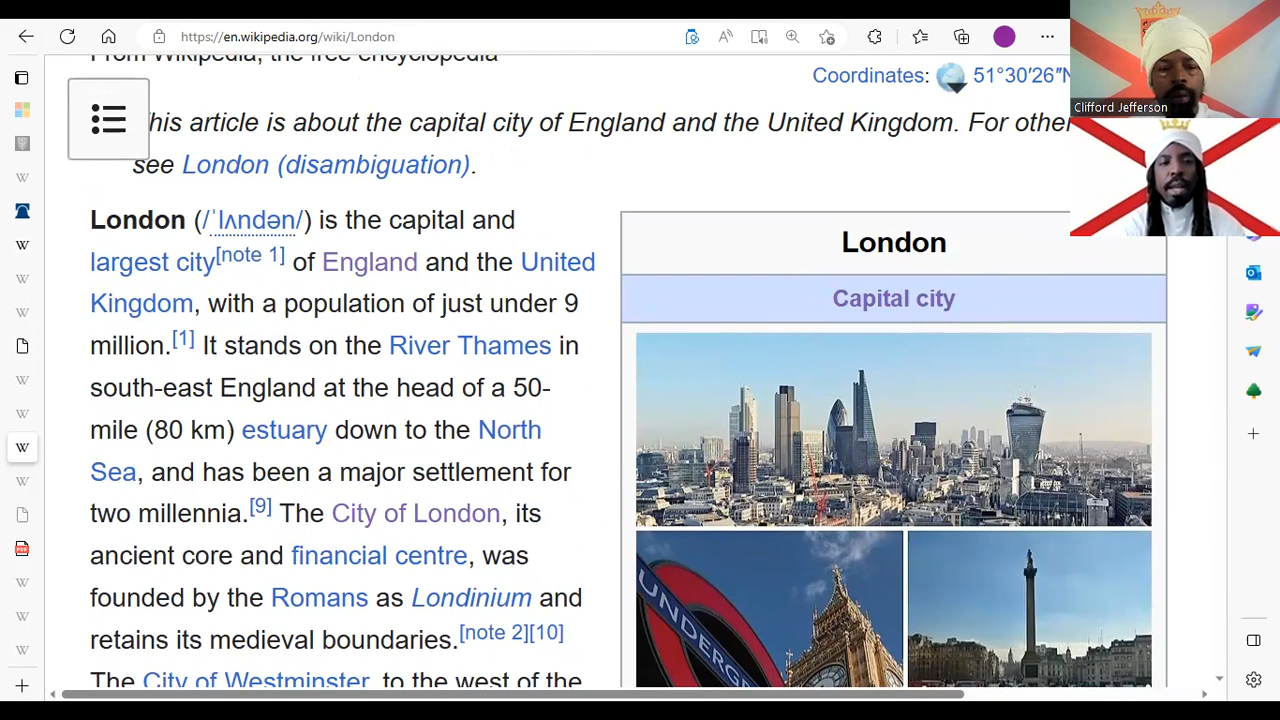 https://en.wikipedia.org/wiki/London
From Wikipedia, the free encyclopedia
Coordinates: 51°30′26″N
Clifford Jefferson
his article is about the capital city of England and the United Kingdom. For other
see London (disambiguation).
London (/ˈlʌndən/) is the capital and
largest city[note 1] of England and the United
Kingdom, with a population of just under 9
million.[1] It stands on the River Thames in
south-east England at the head of a 50-
mile (80 km) estuary down to the North
Sea, and has been a major settlement for
two millennia.[9] The City of London, its
ancient core and financial centre, was
founded by the Romans as Londinium and
retains its medieval boundaries.[note 2][10]
The City of Westminster, to the west of the
London
Capital city
UNDERGR